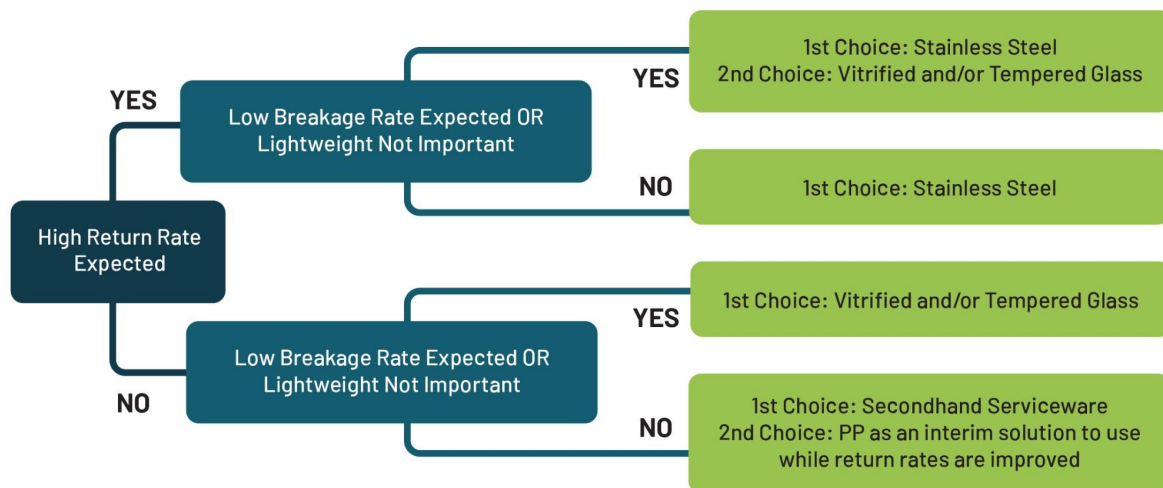 High Return Rate
Expected
YES
NO
Low Breakage Rate Expected OR
Lightweight Not Important
YES
NO
1st Choice: Stainless Steel
2nd Choice: Vitrified and/or Tempered Glass
1st Choice: Stainless Steel
Low Breakage Rate Expected OR
Lightweight Not Important
YES
NO
1st Choice: Vitrified and/or Tempered Glass
1st Choice: Secondhand Serviceware
2nd Choice: PP as an interim solution to use
while return rates are improved